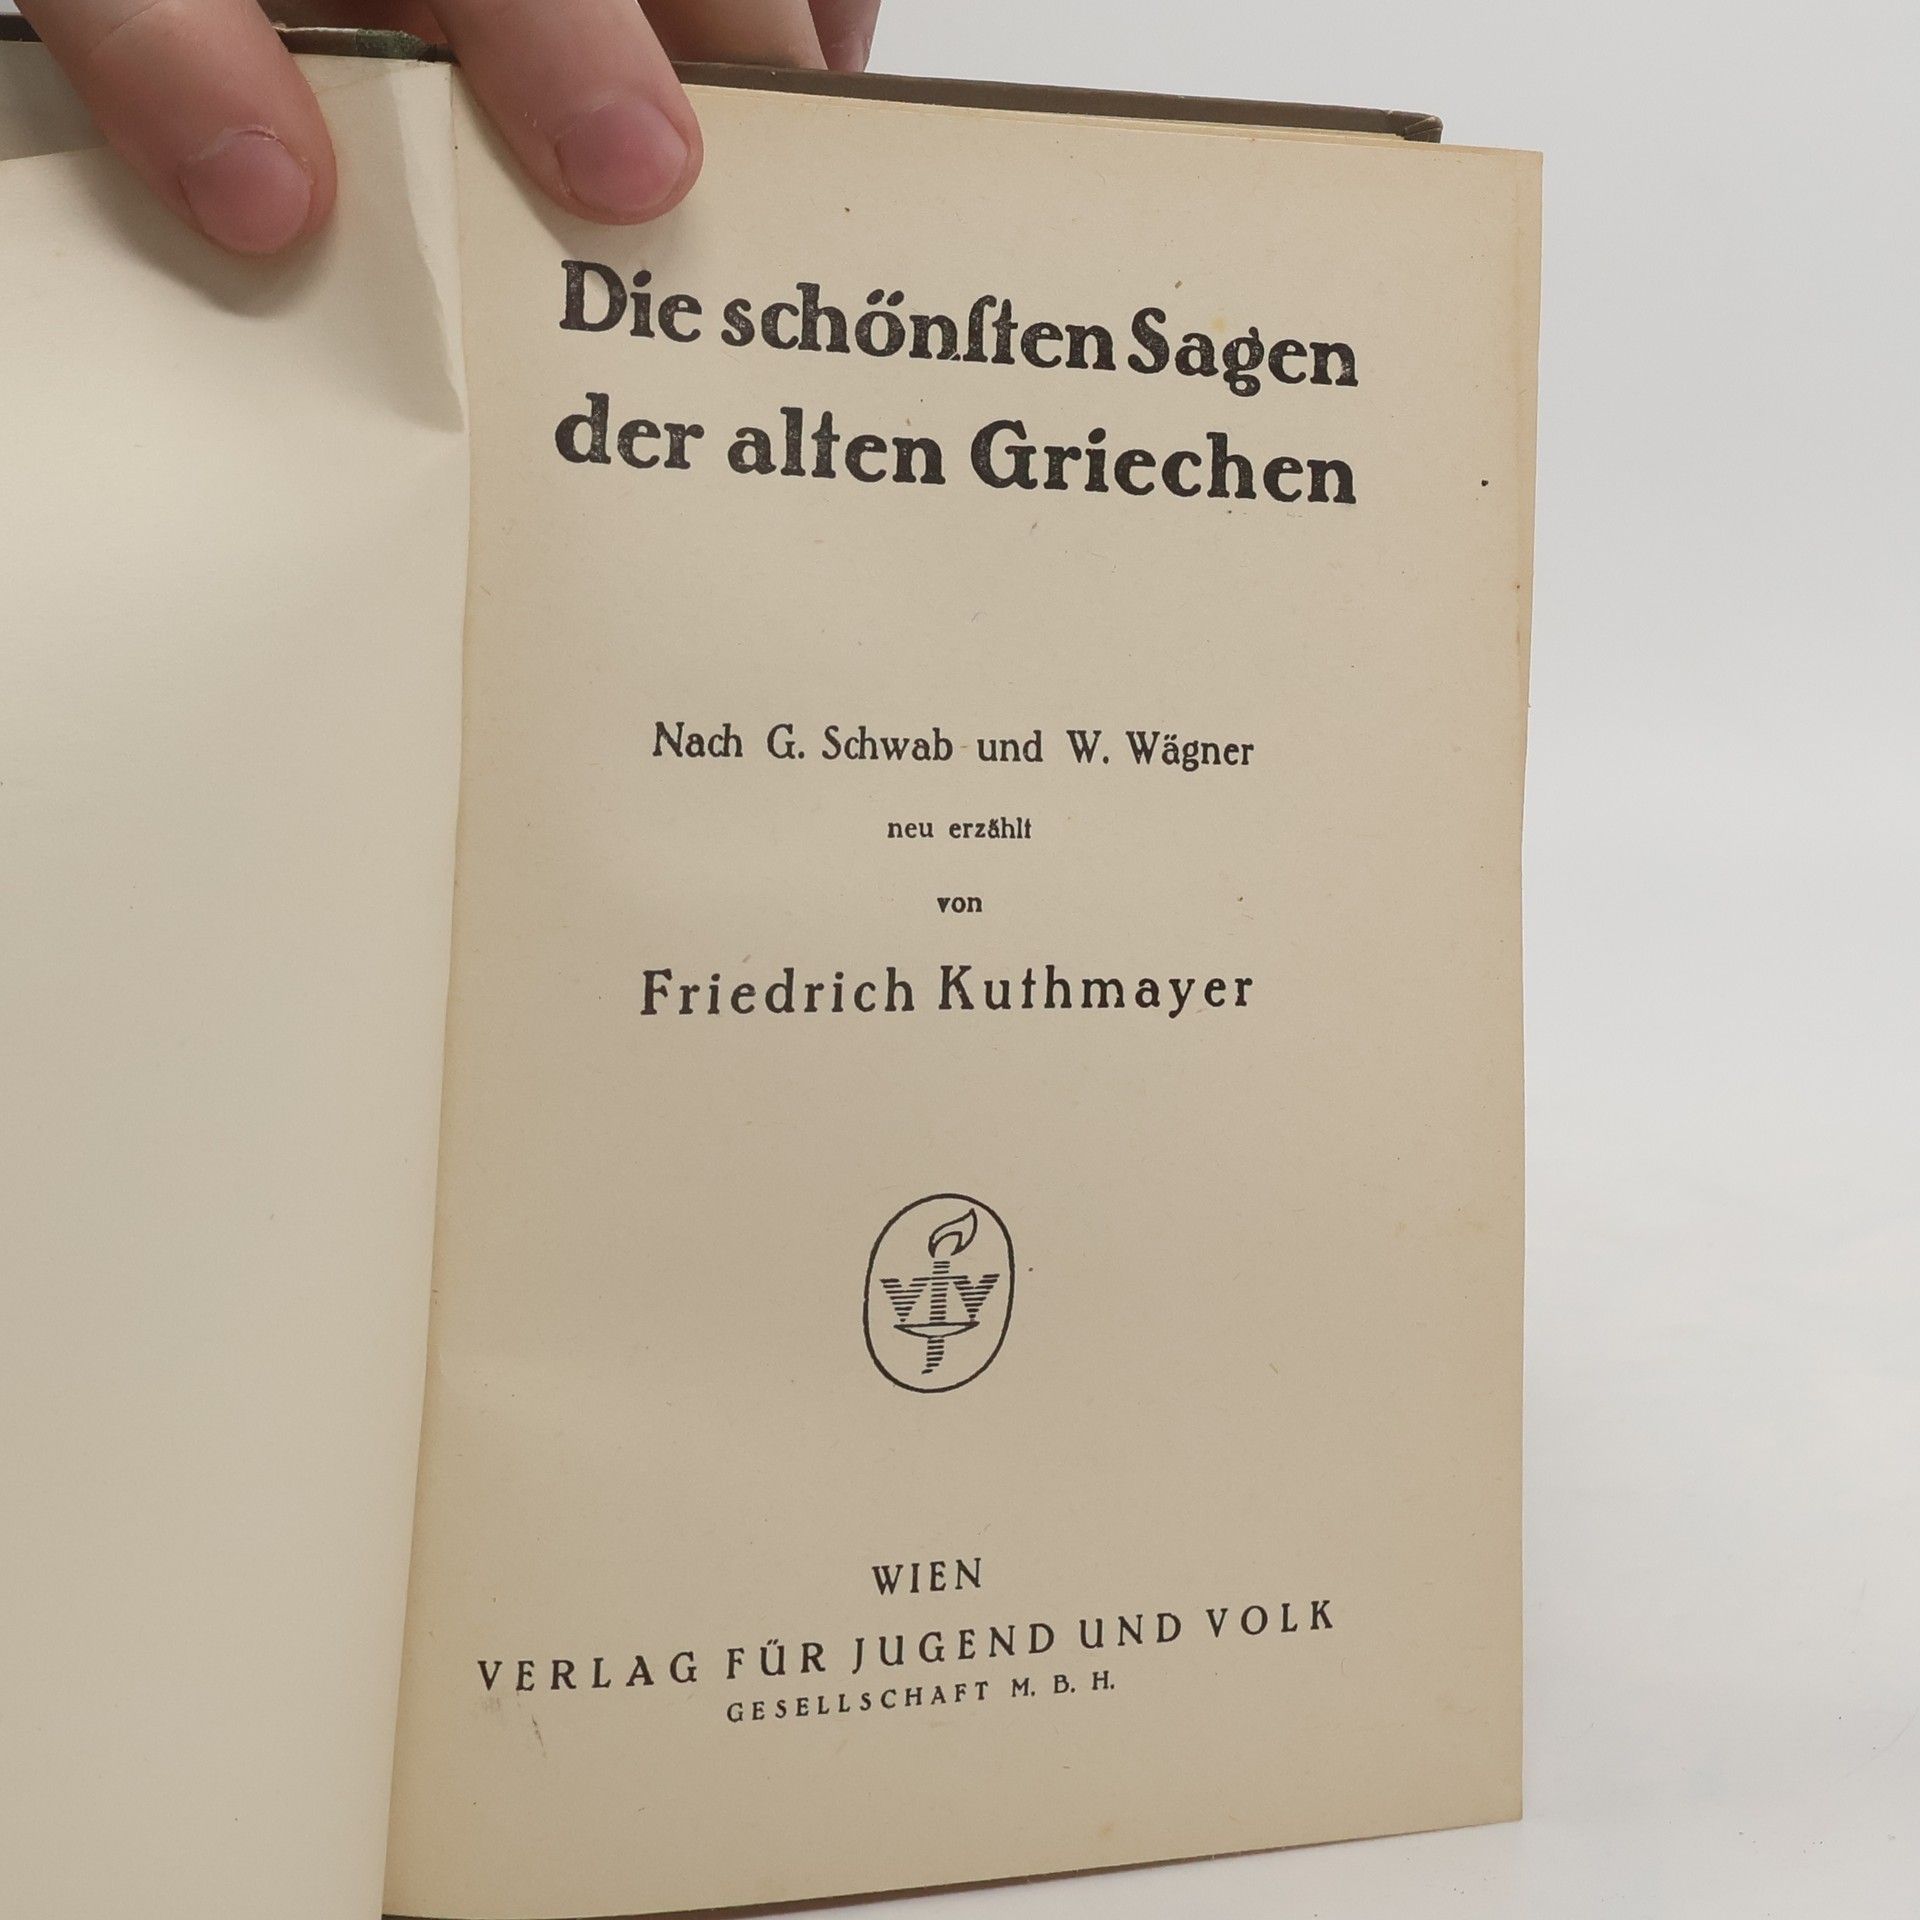 Die schönſten Sagen
der alten Griechen
Nach G. Schwab und W. Wägner
neu erzählt
von
Friedrich Kuthmayer
VJV
WIEN
VERLAG FÜR JUGEND UND VOLK
GESELLSCHAFT M. B. H.